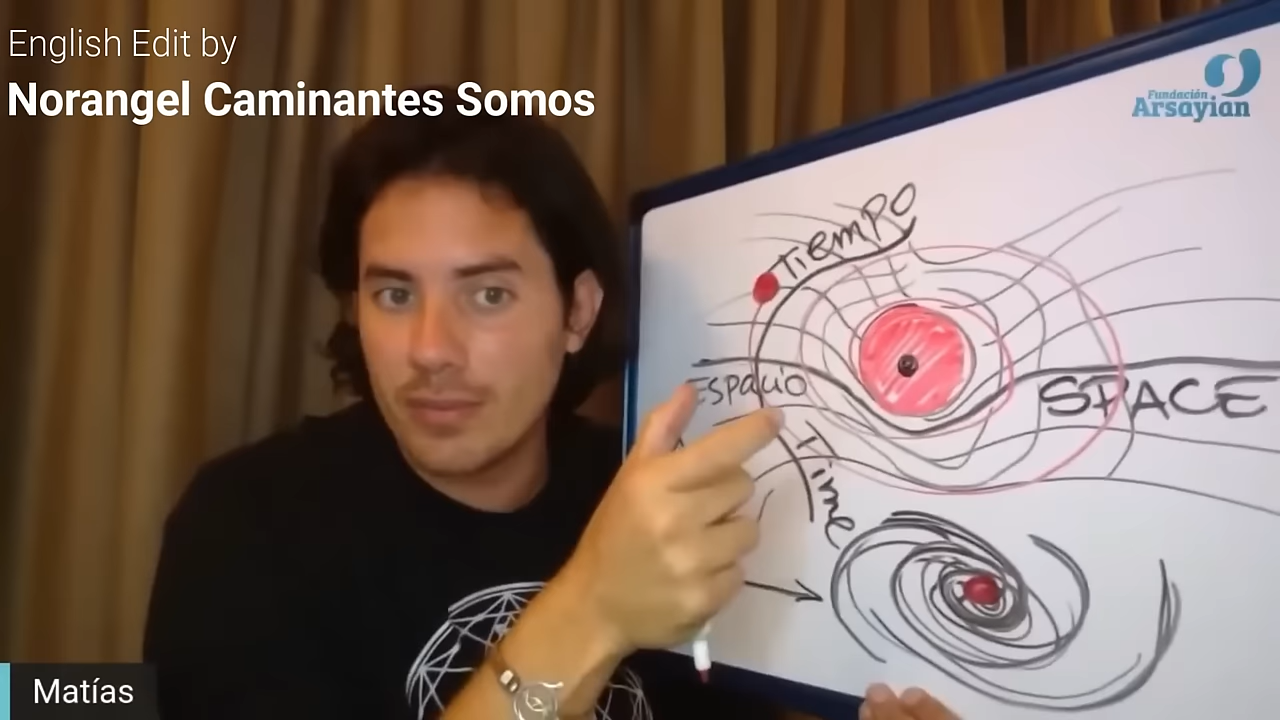 English Edit by
Norangel Caminantes Somos
Fundación
Arsayian
Tiempo
ESPACIO
SPACE
Time
Matías